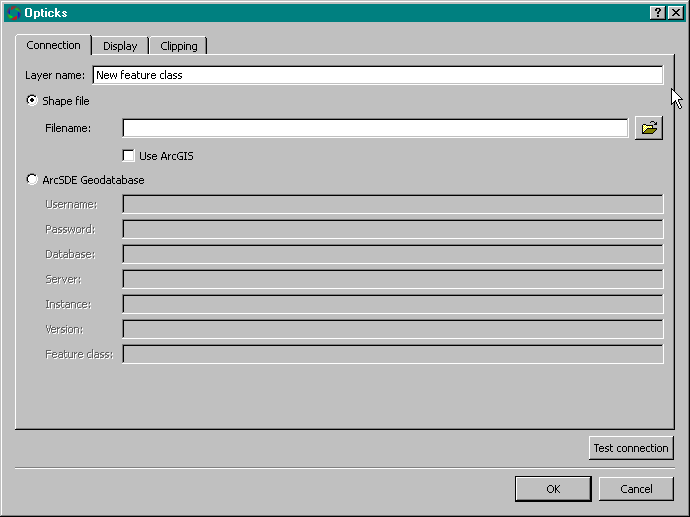 Opticks
Connection Display Clipping
Layer name: New feature class
Shape file
Filename:
Use ArcGIS
ArcSDE Geodatabase
Username:
Password:
Database:
Server:
Instance:
Version:
Feature class:
Test connection
OK Cancel